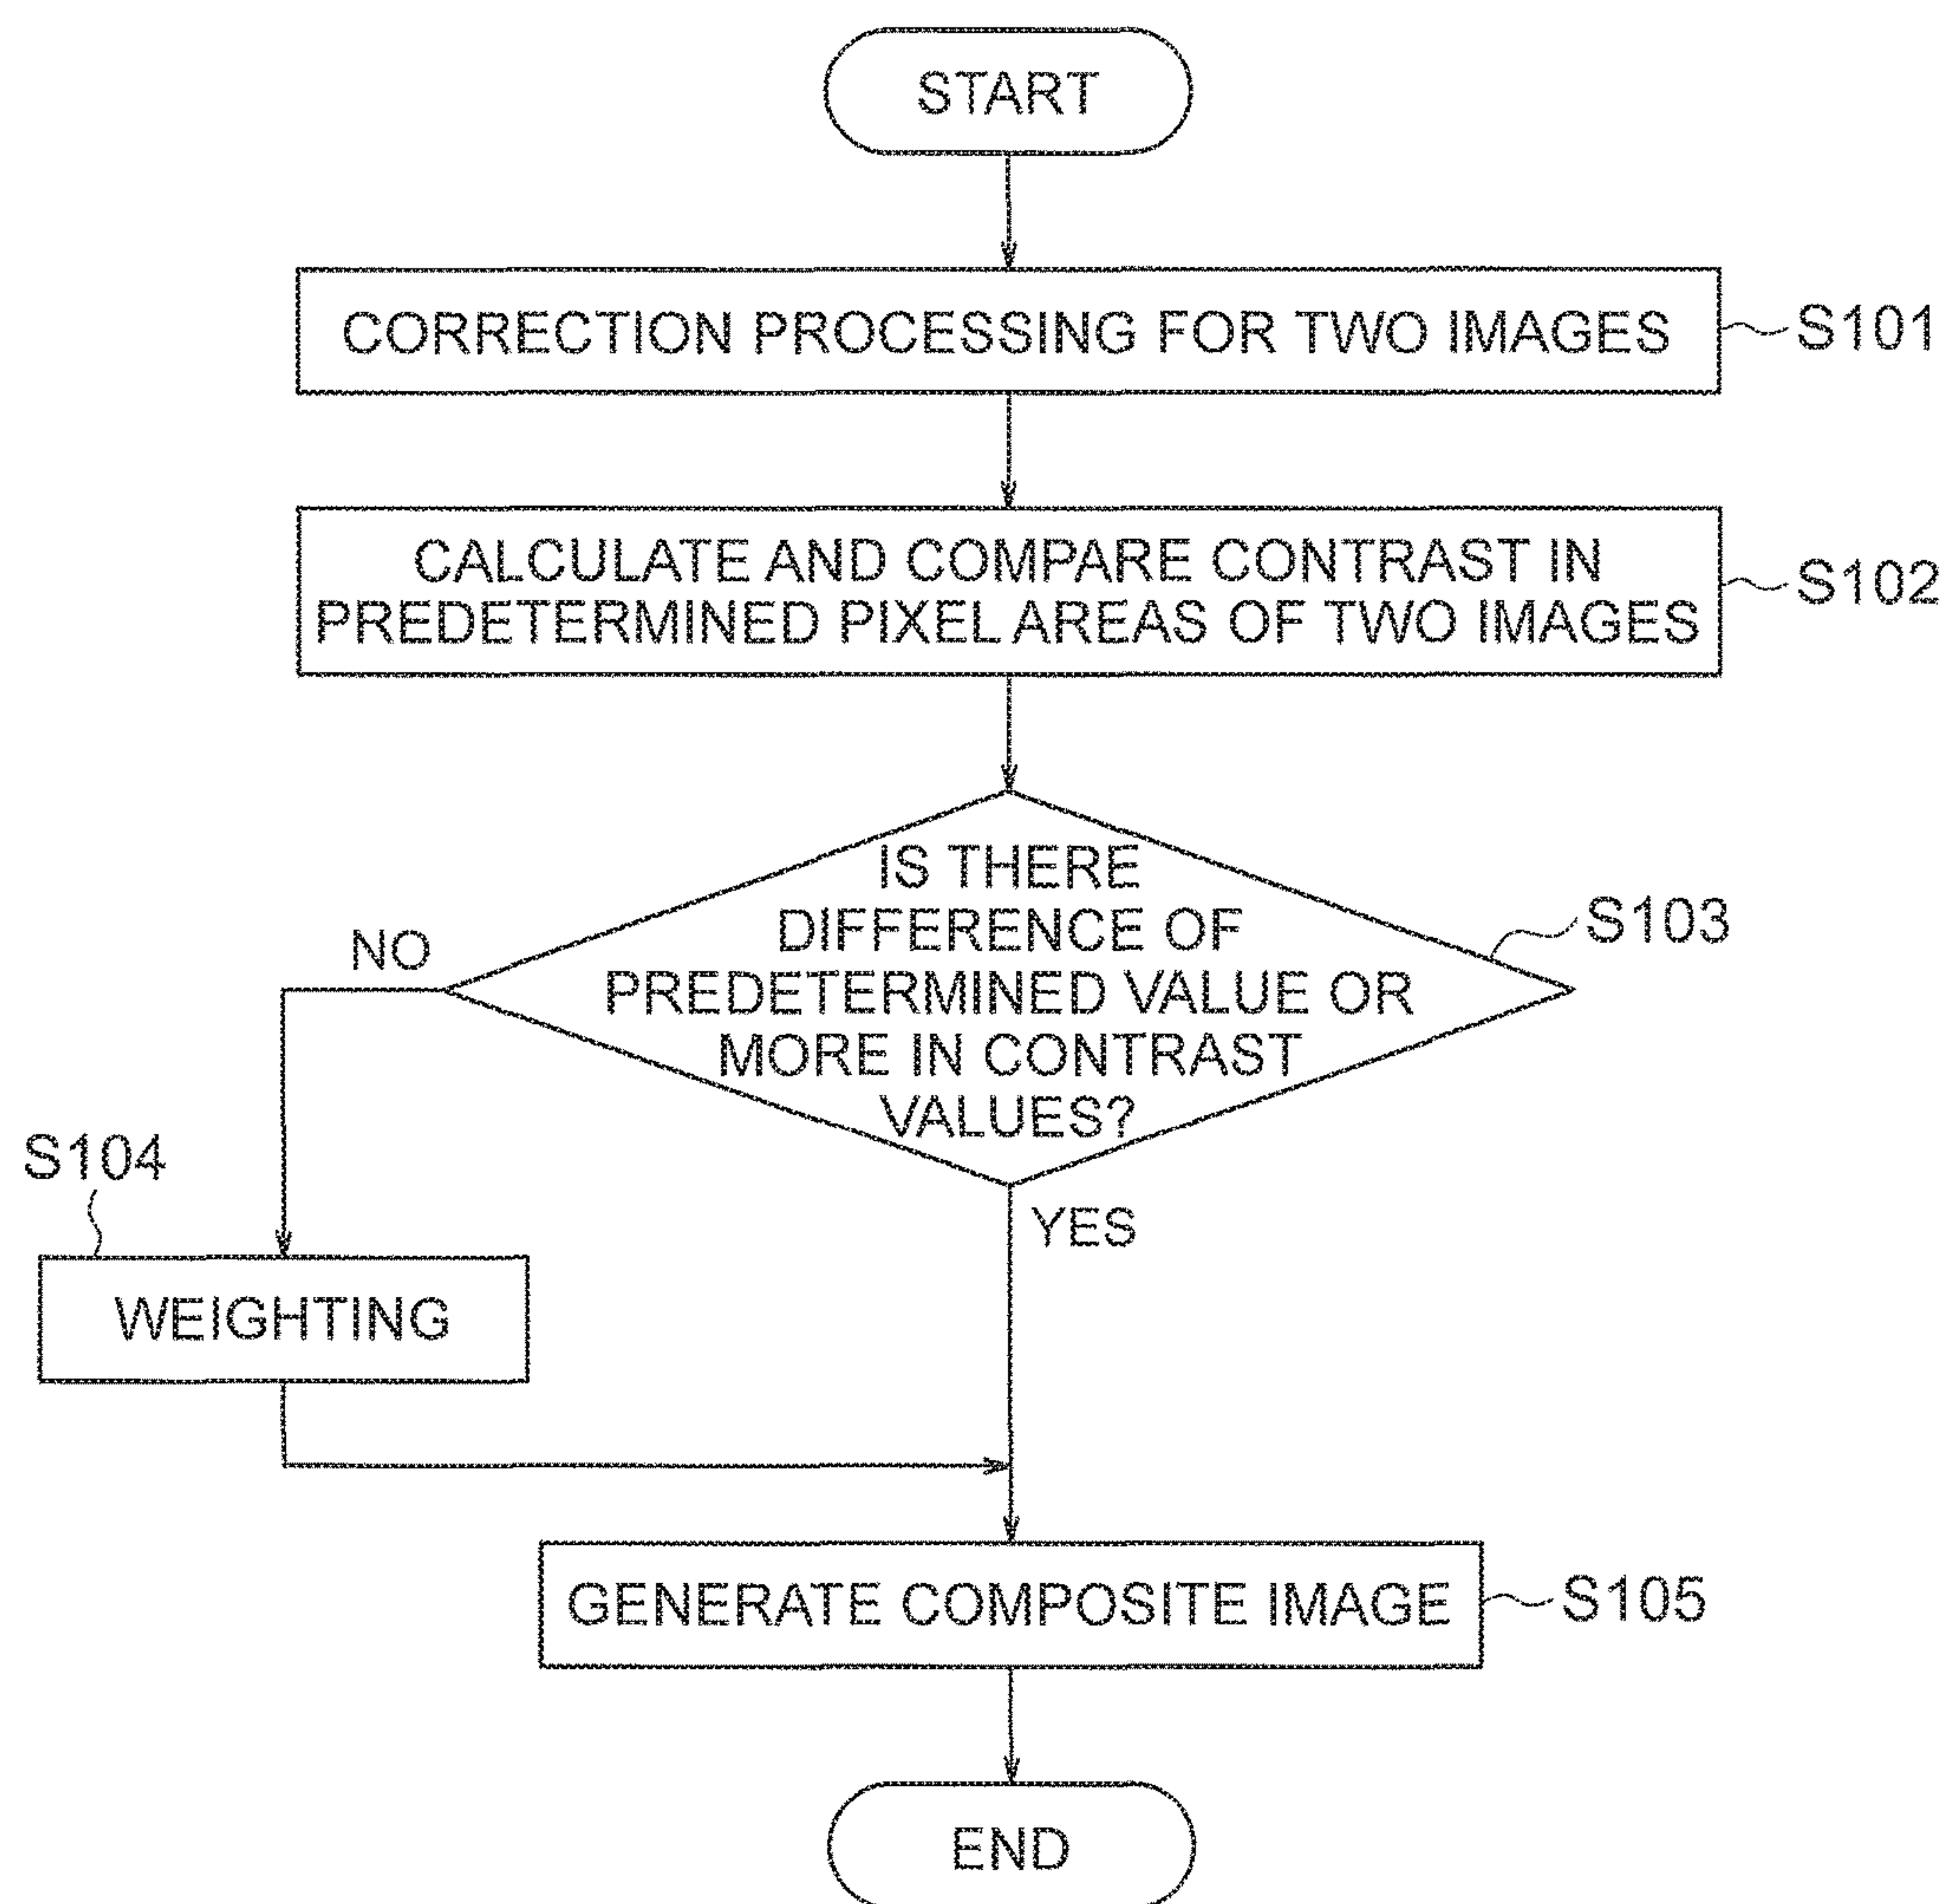 START
CORRECTION PROCESSING FOR TWO IMAGES
S101
CALCULATE AND COMPARE CONTRAST IN
PREDETERMINED PIXEL AREAS OF TWO IMAGES
S102
IS THERE
DIFFERENCE OF
PREDETERMINED VALUE OR
MORE IN CONTRAST
VALUES?
S103
NO
YES
S104
WEIGHTING
GENERATE COMPOSITE IMAGE
S105
END